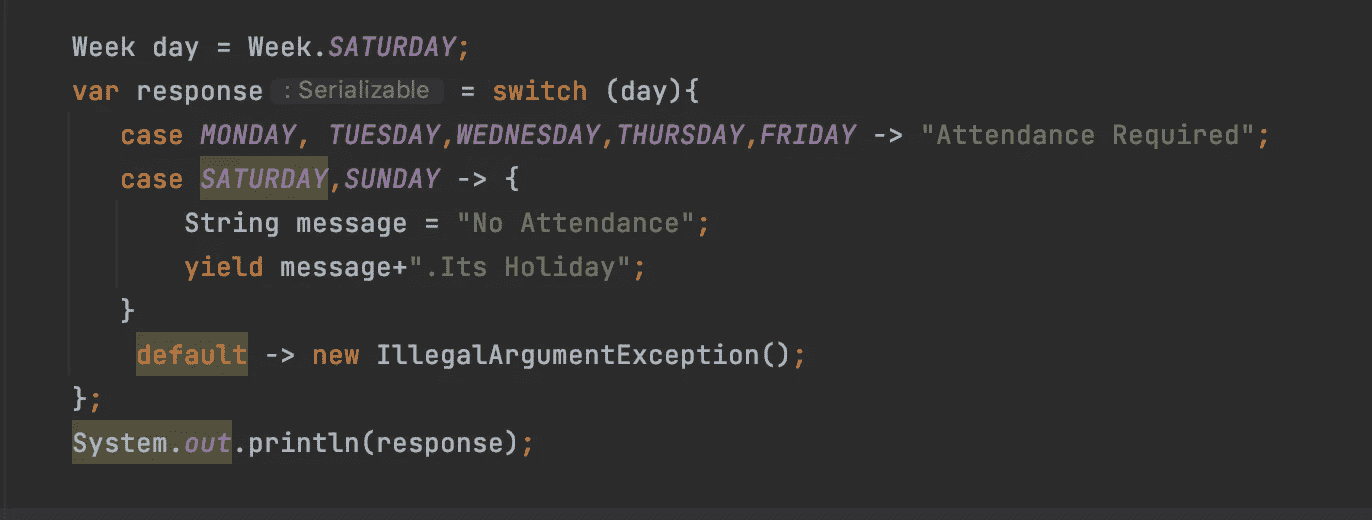 Week day = Week.SATURDAY;
var response : Serializable = switch (day){
case MONDAY, TUESDAY,WEDNESDAY,THURSDAY,FRIDAY -> "Attendance Required";
case SATURDAY,SUNDAY -> {
String message = "No Attendance";
yield message+".Its Holiday";
}
default -> new IllegalArgumentException();
};
System.out.println(response);